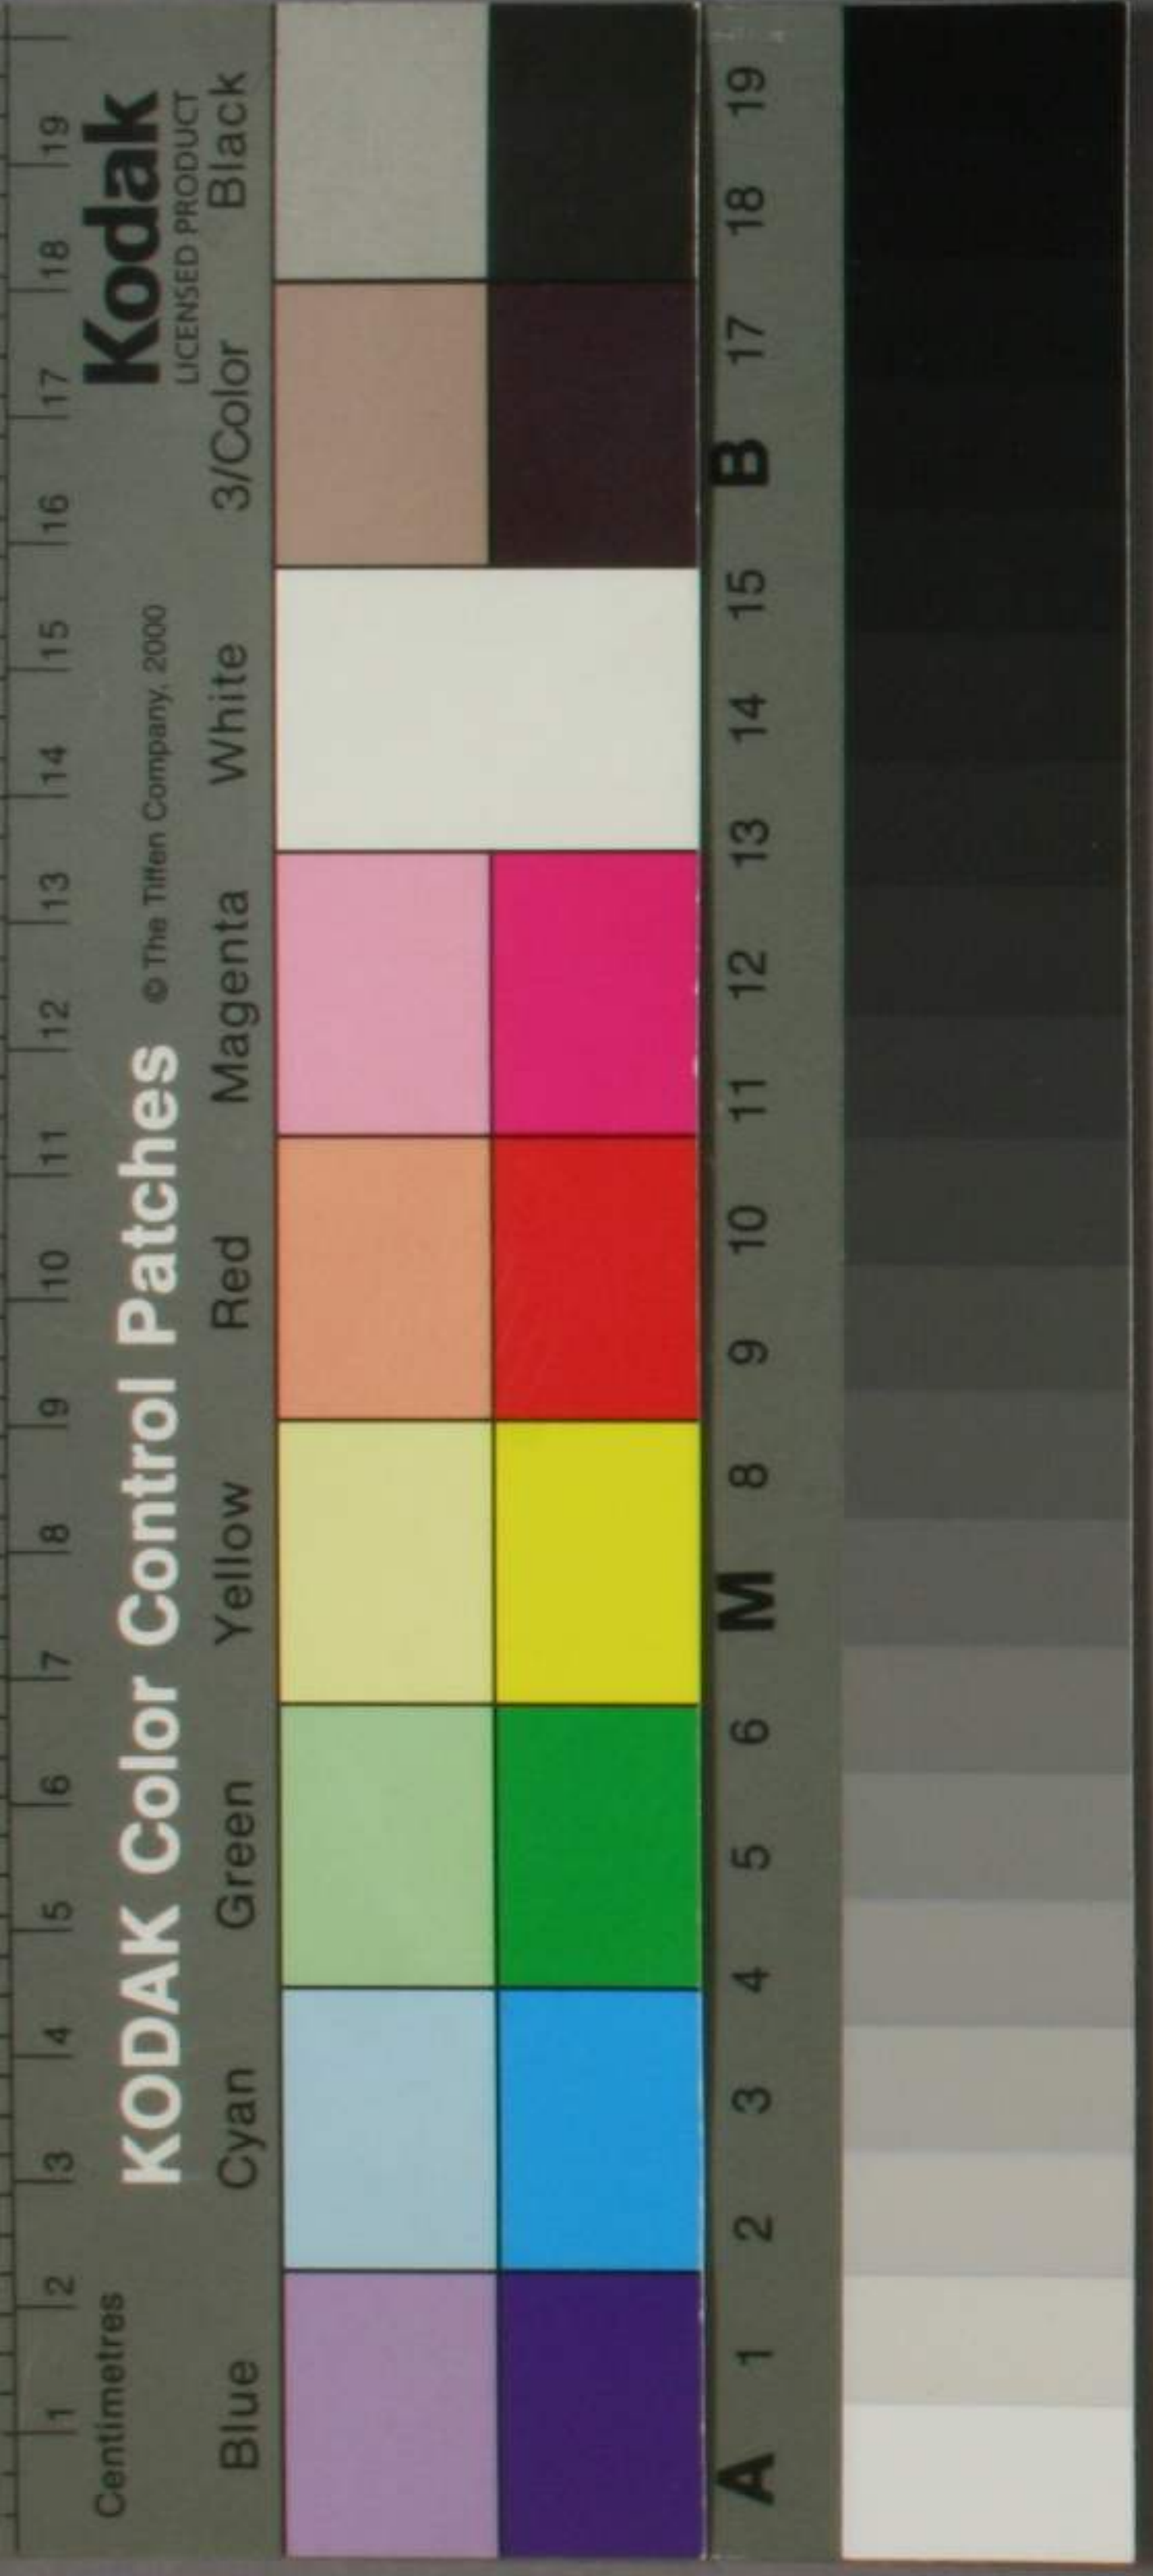 1 2 3 4 5 6 7 8 9 10 11 12 13 14 15 16 17 18 19
Centimetres
KODAK Color Control Patches © The Tiffen Company, 2000 Kodak
LICENSED PRODUCT
Blue Cyan Green Yellow Red Magenta White 3/Color Black
A 1 2 3 4 5 6 M 8 9 10 11 12 13 14 15 B 17 18 19